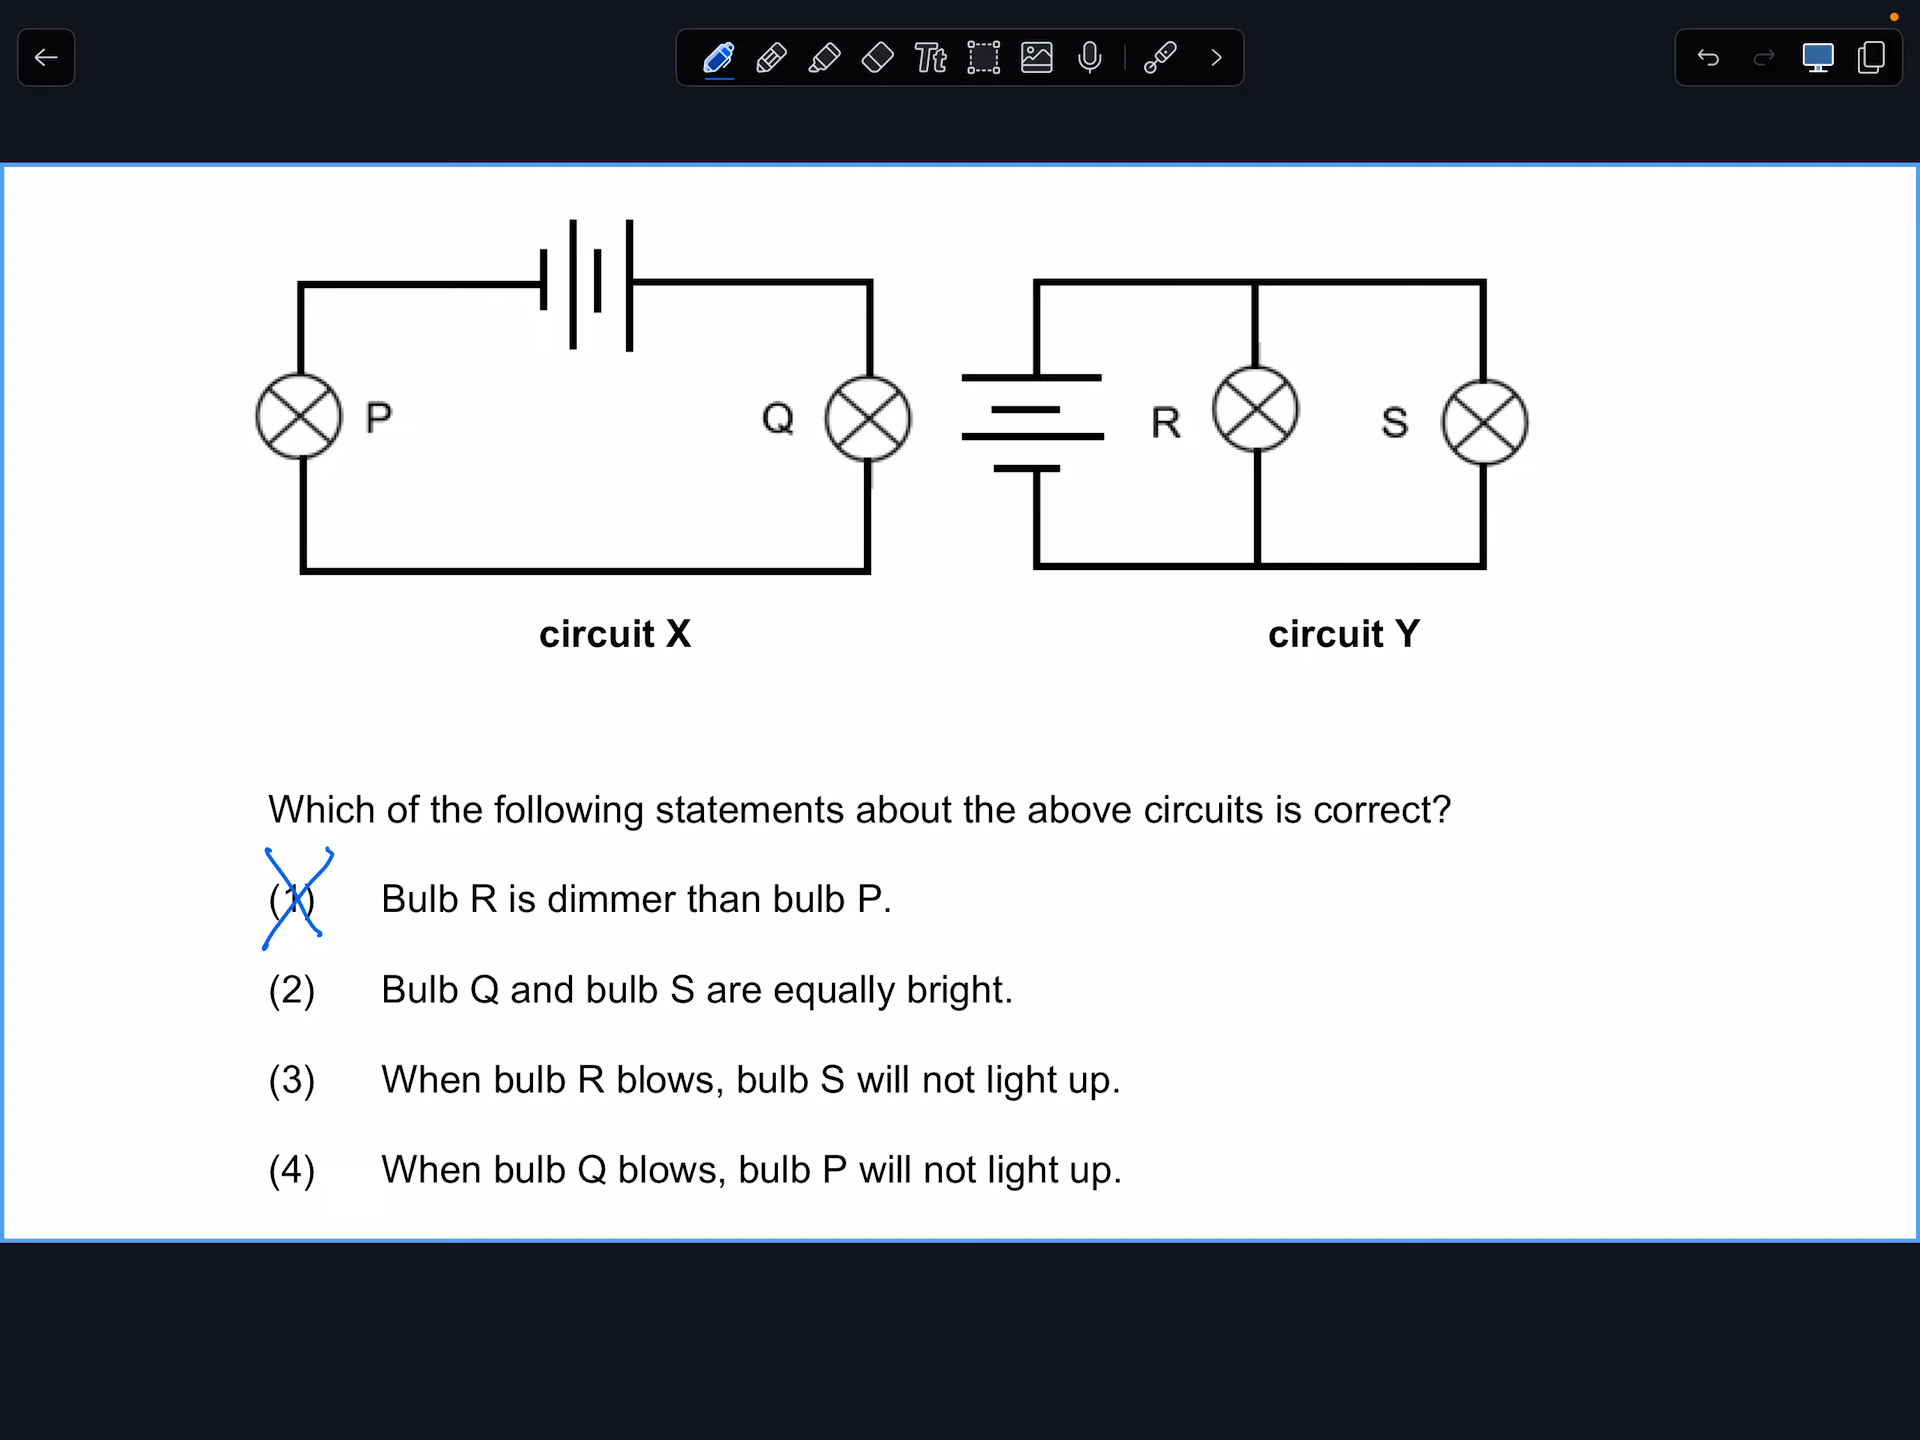 Tt
P
Q
R
S
circuit X
circuit Y
Which of the following statements about the above circuits is correct?
(1) Bulb R is dimmer than bulb P.
(2) Bulb Q and bulb S are equally bright.
(3) When bulb R blows, bulb S will not light up.
(4) When bulb Q blows, bulb P will not light up.